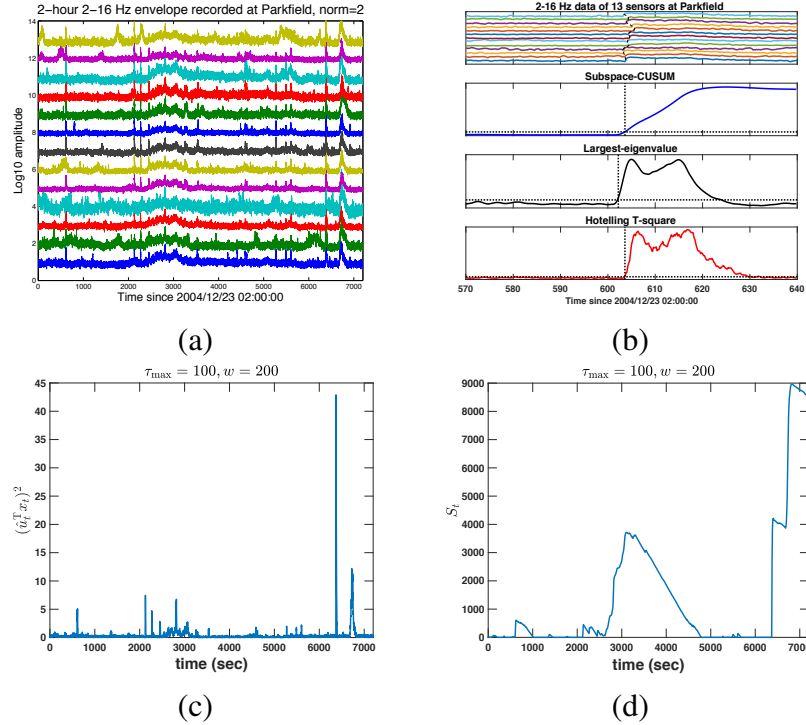 2−hour 2−16 Hz envelope recorded at Parkfield, norm=2
Log10 amplitude
14
12
10
8
6
4
2
0
0 1000 2000 3000 4000 5000 6000 7000
Time since 2004/12/23 02:00:00
(a)
2-16 Hz data of 13 sensors at Parkfield
Subspace-CUSUM
Largest-eigenvalue
Hotelling T-square
570 580 590 600 610 620 630 640
Time since 2004/12/23 02:00:00
(b)
τmax = 100, w = 200
(û_t^T x_t)^2
45
40
35
30
25
20
15
10
5
0
0 1000 2000 3000 4000 5000 6000 7000
time (sec)
(c)
τmax = 100, w = 200
S_t
9000
8000
7000
6000
5000
4000
3000
2000
1000
0
0 1000 2000 3000 4000 5000 6000 7000
time (sec)
(d)